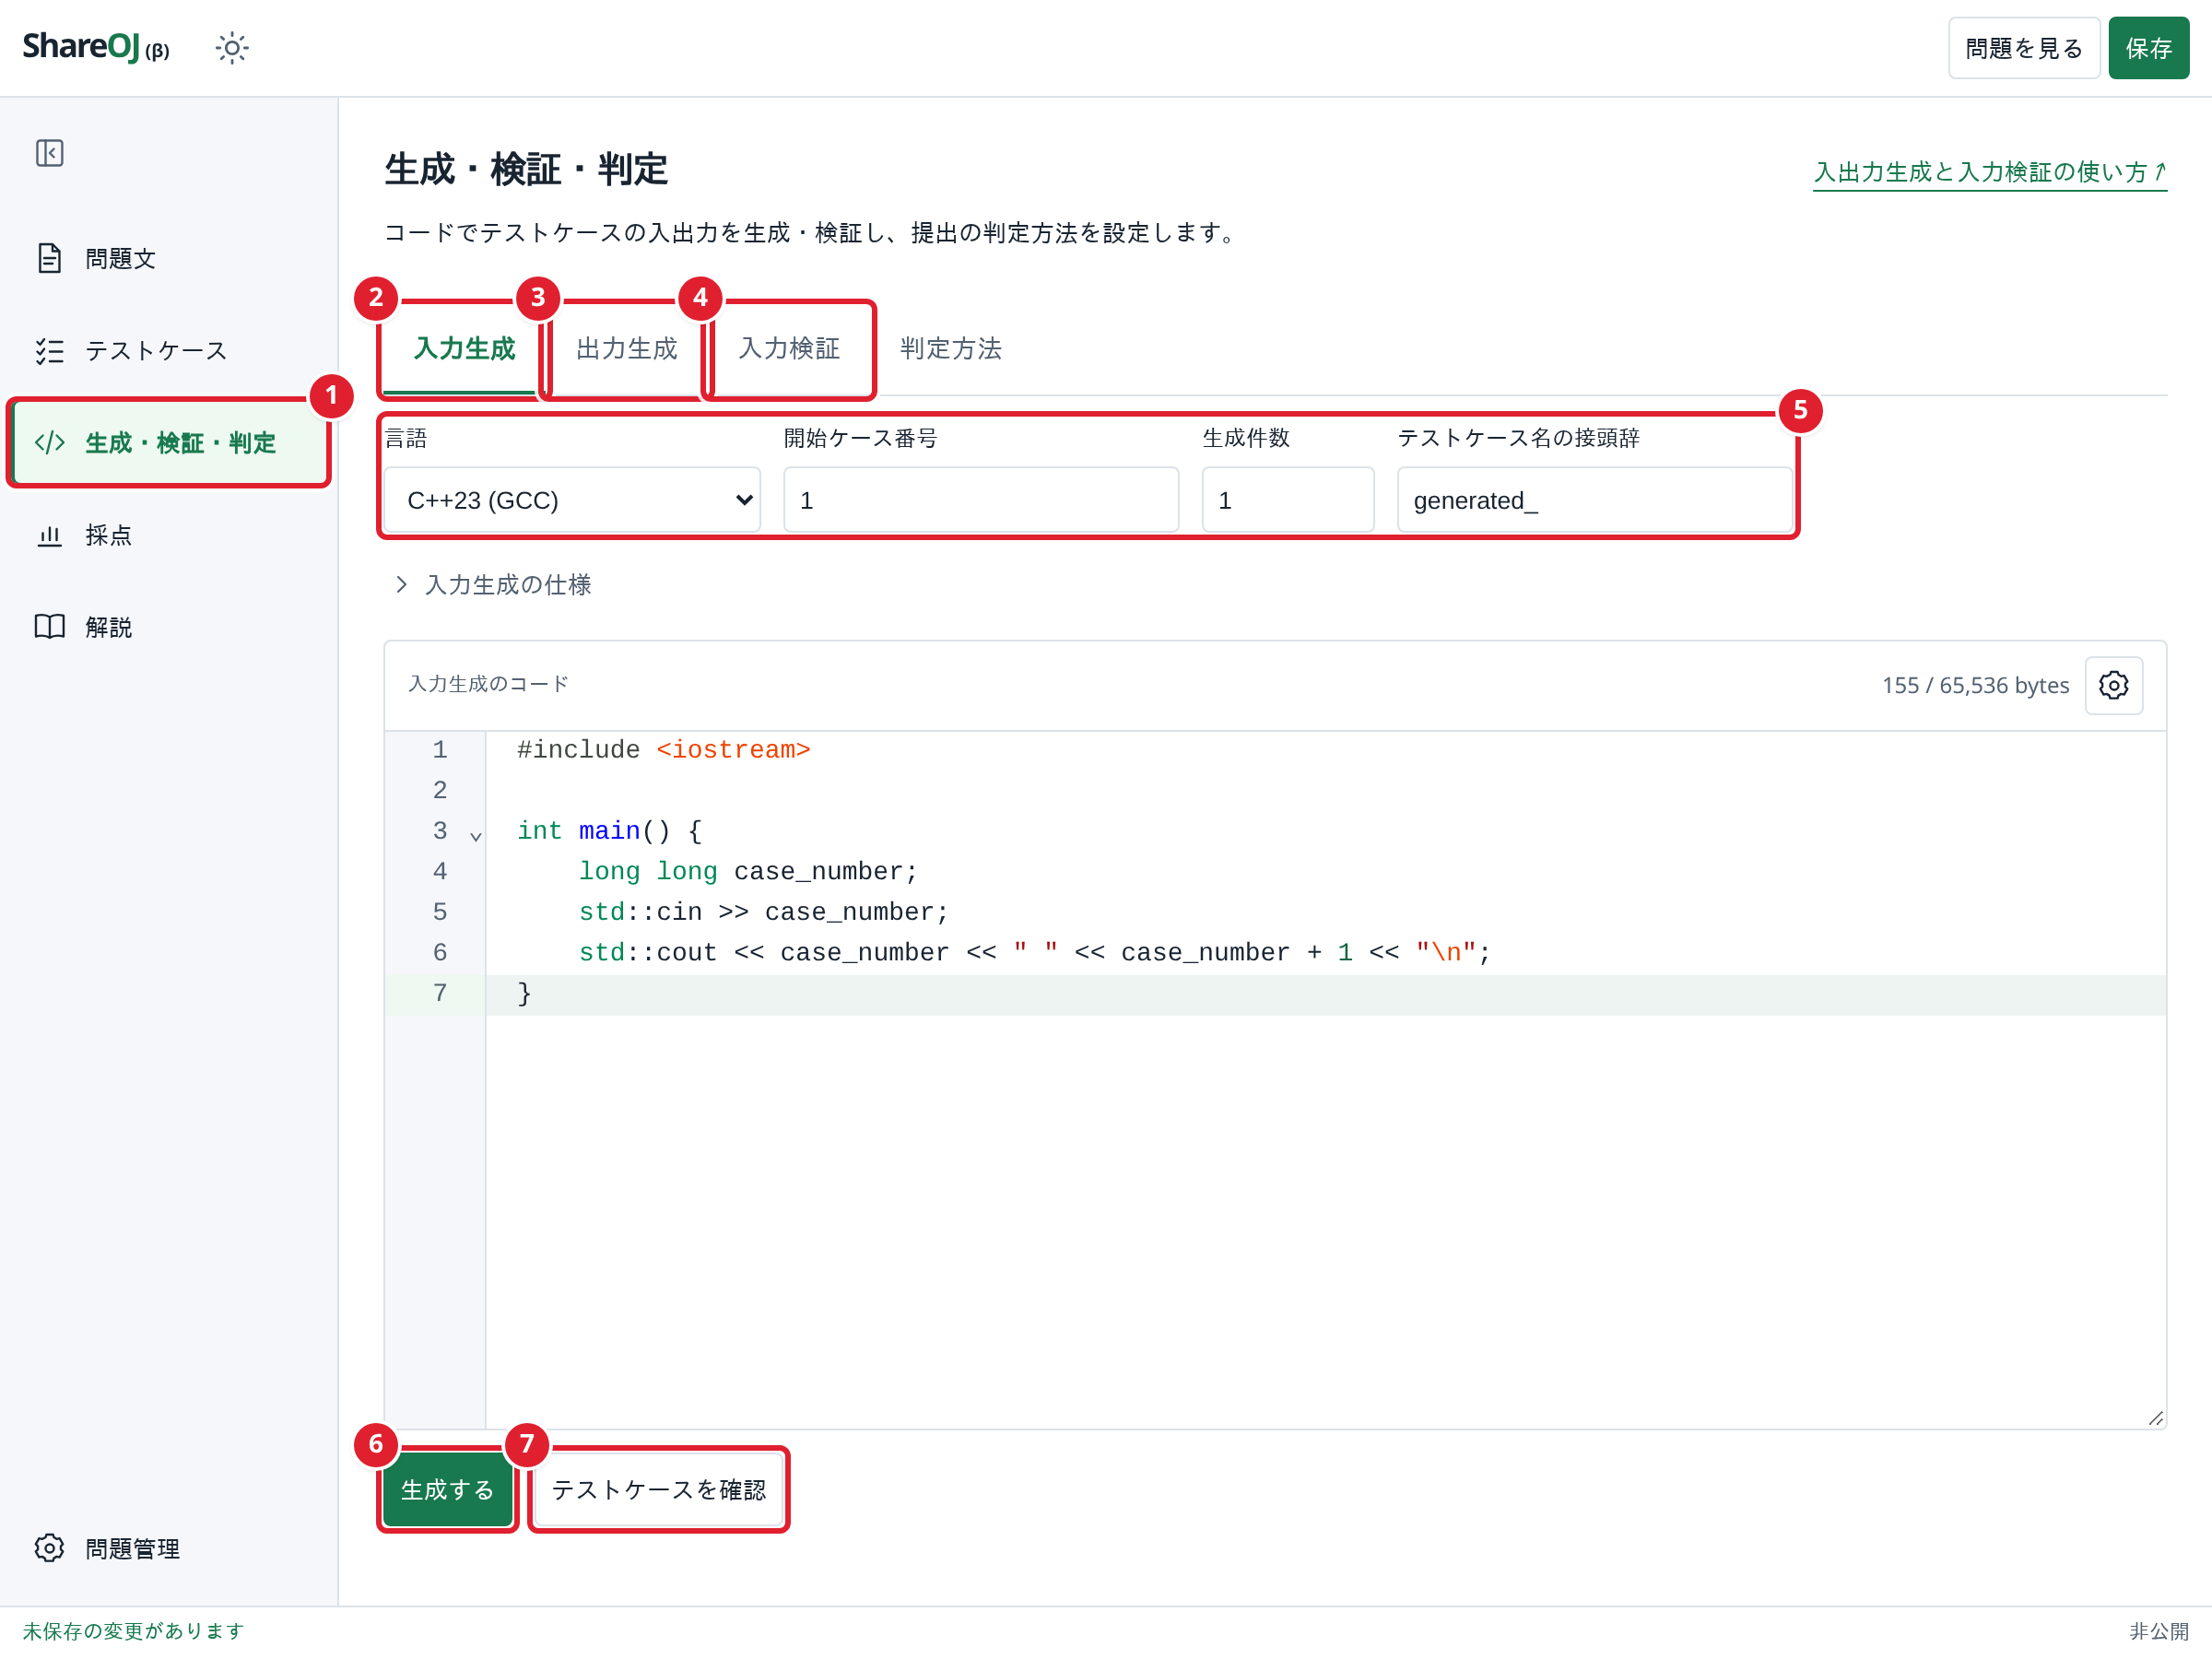 ShareOJ (β)
問題を見る
保存
問題文
テストケース
1
生成・検証・判定
採点
解説
問題管理
生成・検証・判定
入出力生成と入力検証の使い方↗
コードでテストケースの入出力を生成・検証し、提出の判定方法を設定します。
2 3 4
入力生成 出力生成 入力検証 判定方法
5
言語 開始ケース番号 生成件数 テストケース名の接頭辞
C++23 (GCC) 1 1 generated_
入力生成の仕様
入力生成のコード 155 / 65,536 bytes
1 #include <iostream>
2
3 int main() {
4     long long case_number;
5     std::cin >> case_number;
6     std::cout << case_number << " " << case_number + 1 << "\n";
7 }
6 7
生成する テストケースを確認
未保存の変更があります
非公開